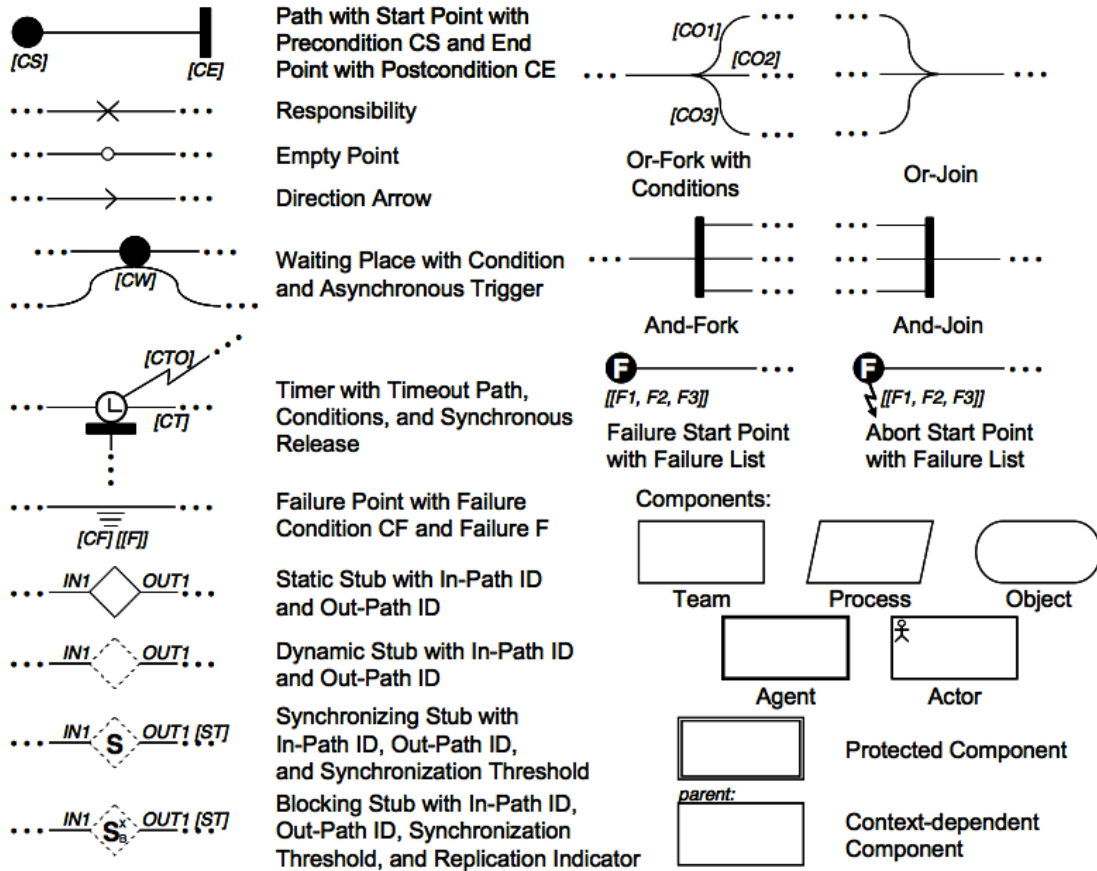 [CS]
[CE]
Path with Start Point with
Precondition CS and End
Point with Postcondition CE
Responsibility
Empty Point
Direction Arrow
[CW]
Waiting Place with Condition
and Asynchronous Trigger
[CTO]
[CT]
Timer with Timeout Path,
Conditions, and Synchronous
Release
[CF] [[F]]
Failure Point with Failure
Condition CF and Failure F
IN1 OUT1
Static Stub with In-Path ID
and Out-Path ID
IN1 OUT1
Dynamic Stub with In-Path ID
and Out-Path ID
IN1 S OUT1 [ST]
Synchronizing Stub with
In-Path ID, Out-Path ID,
and Synchronization Threshold
IN1 S X B OUT1 [ST]
Blocking Stub with In-Path ID,
Out-Path ID, Synchronization
Threshold, and Replication Indicator
[CO1]
[CO2]
[CO3]
Or-Fork with
Conditions
Or-Join
And-Fork
And-Join
F
[[F1, F2, F3]]
Failure Start Point
with Failure List
F
[[F1, F2, F3]]
Abort Start Point
with Failure List
Components:
Team
Process
Object
Agent
Actor
Protected Component
parent:
Context-dependent
Component